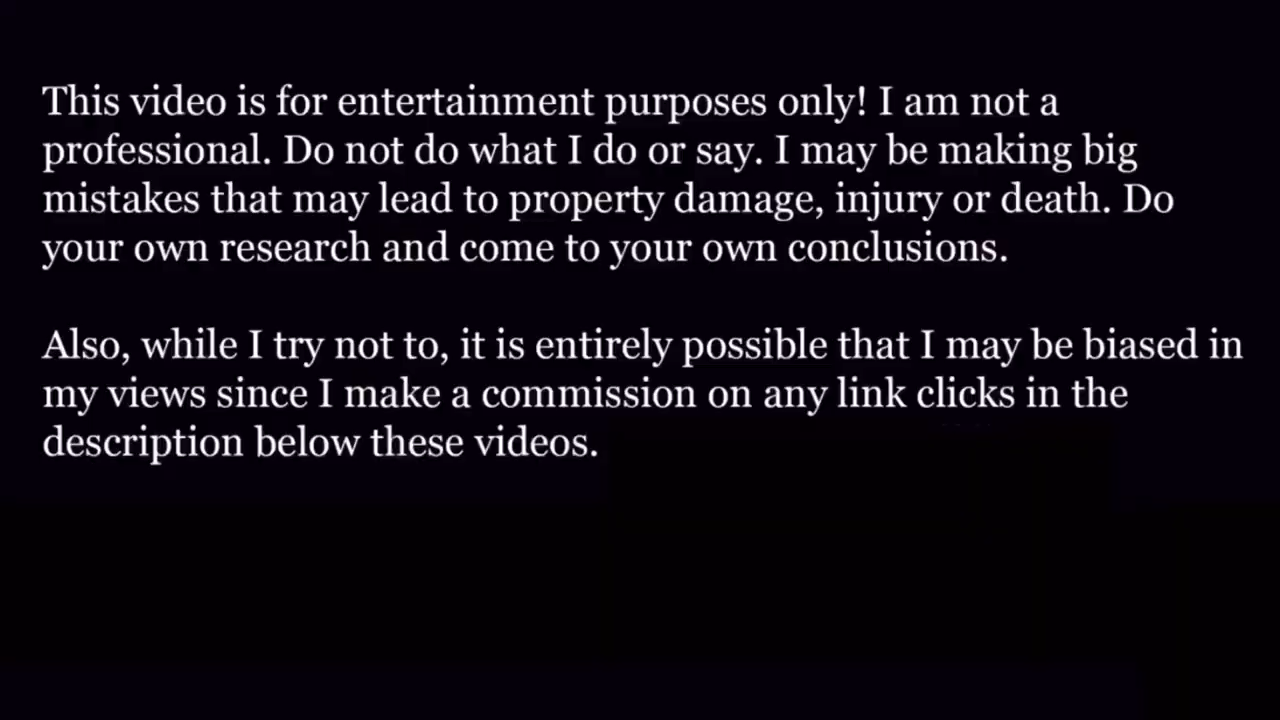 This video is for entertainment purposes only! I am not a
professional. Do not do what I do or say. I may be making big
mistakes that may lead to property damage, injury or death. Do
your own research and come to your own conclusions.
Also, while I try not to, it is entirely possible that I may be biased in
my views since I make a commission on any link clicks in the
description below these videos.